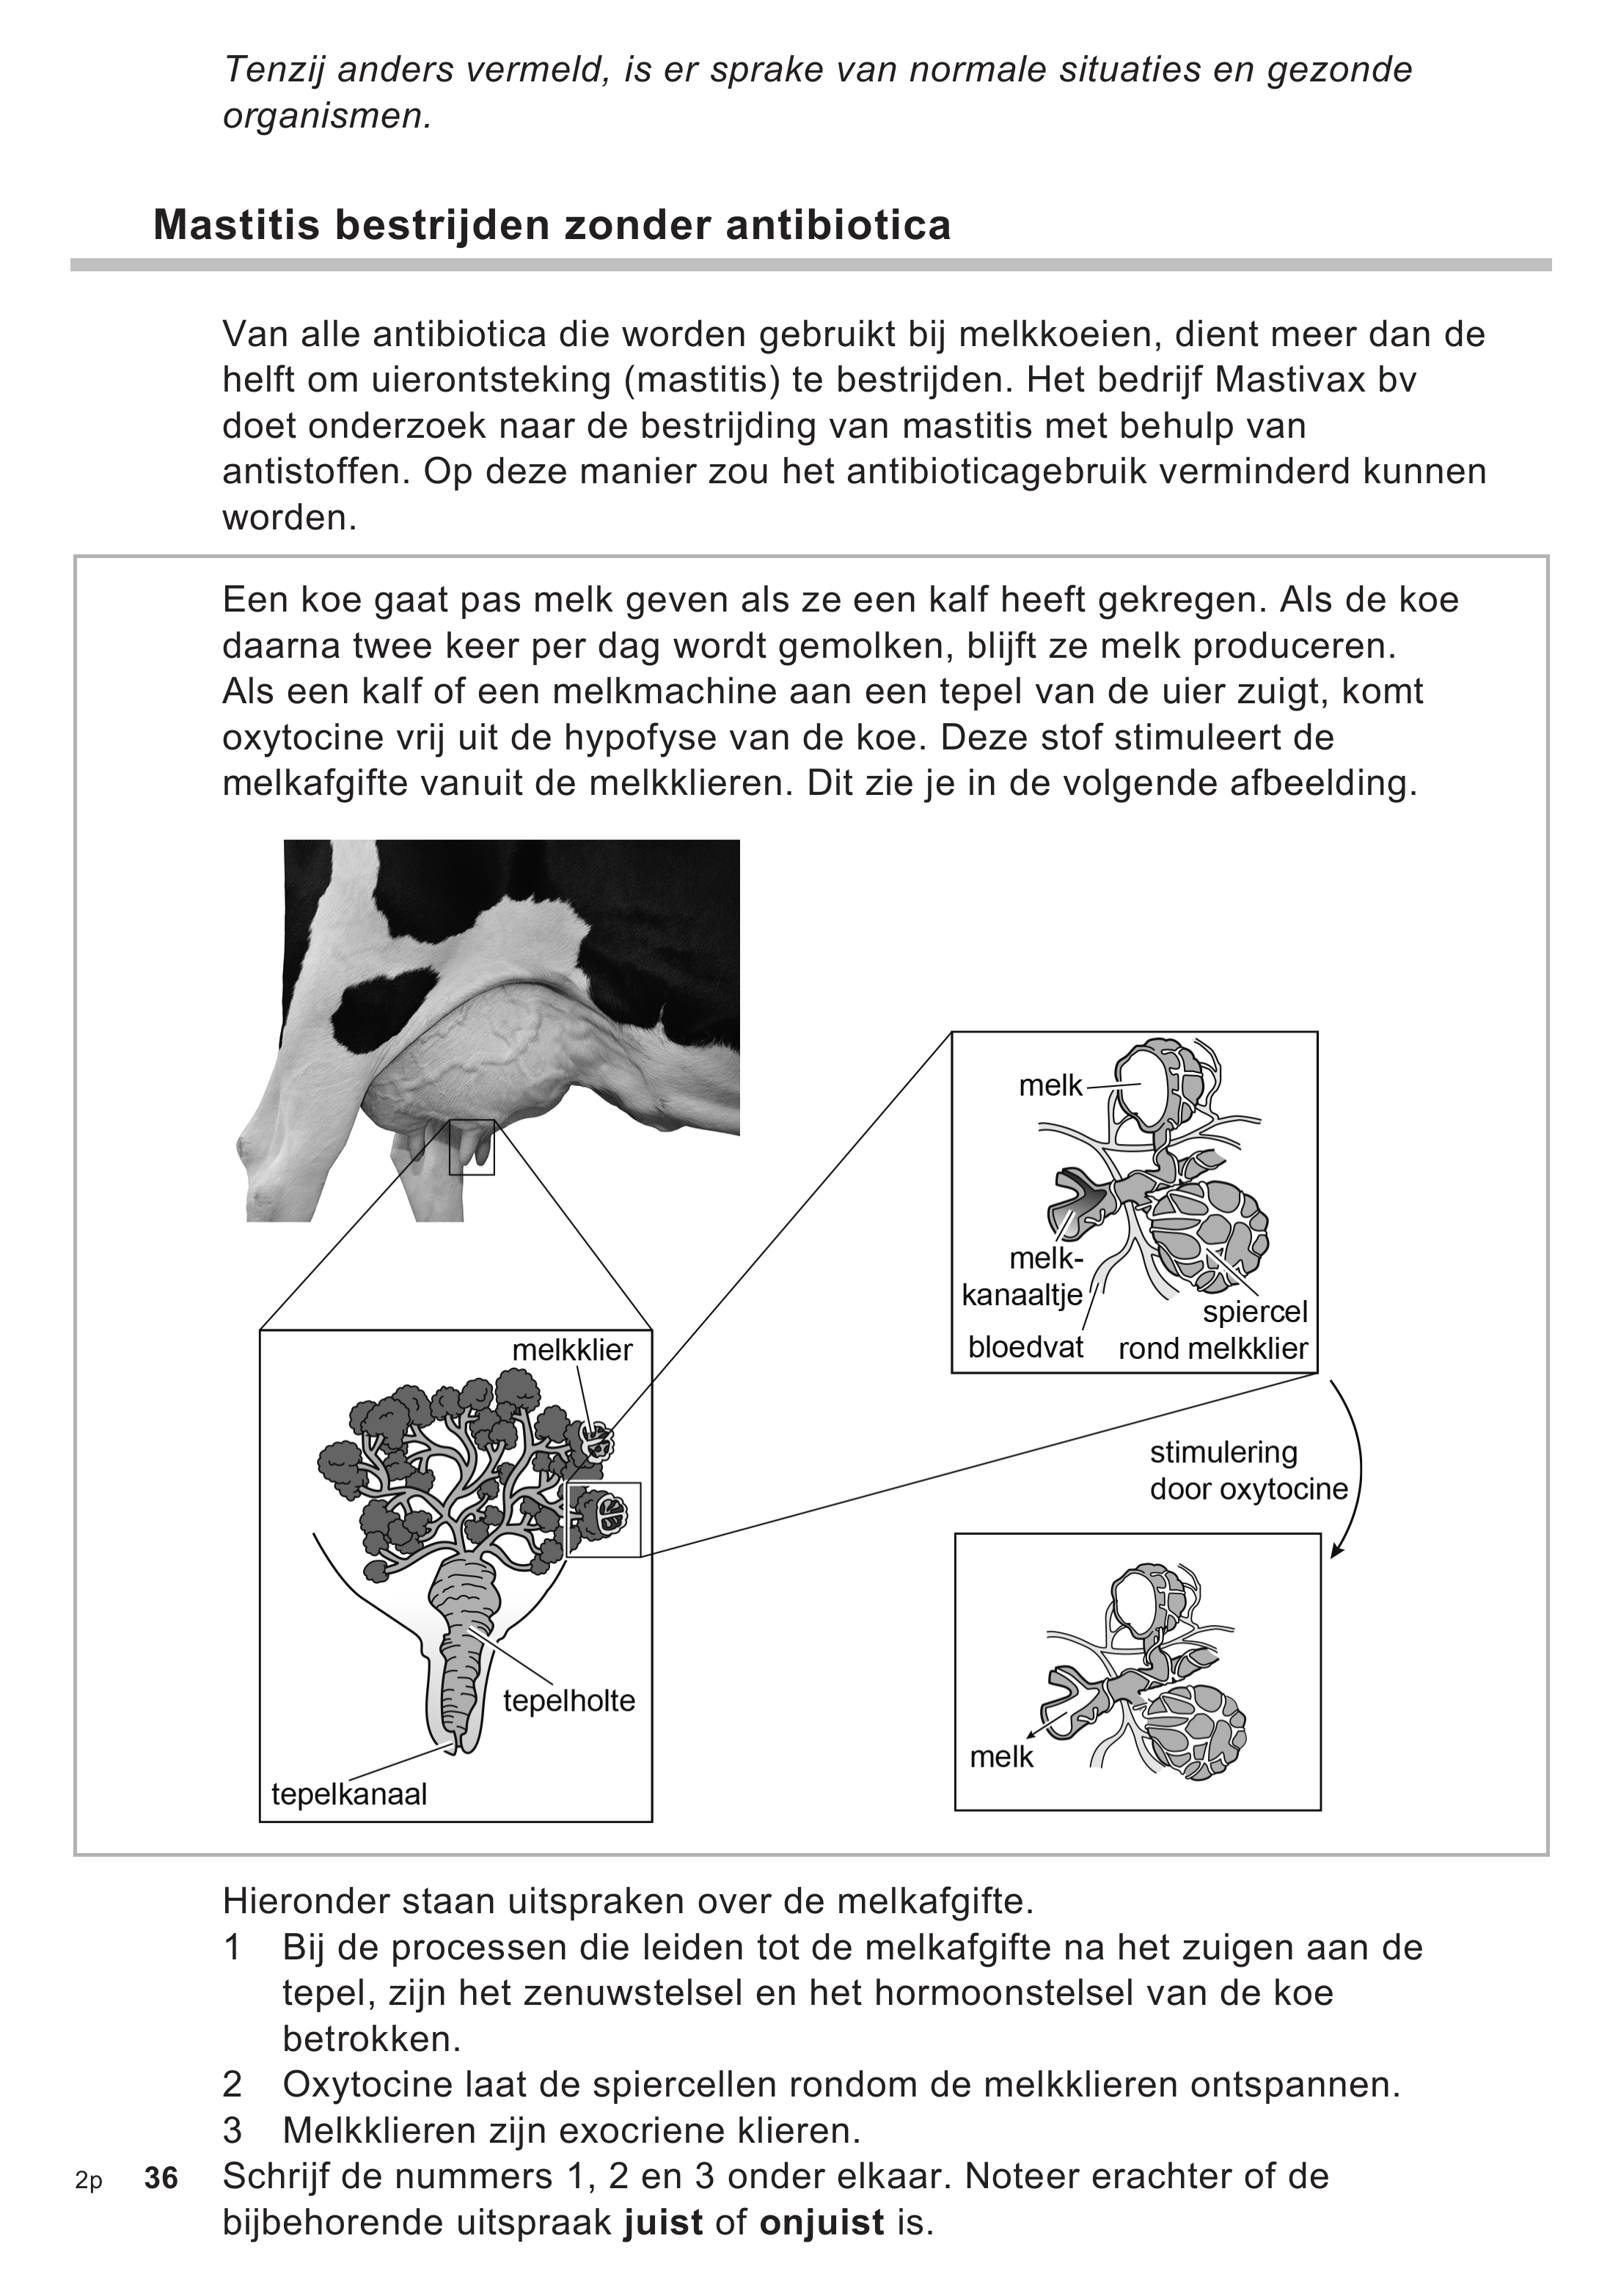 Tenzij anders vermeld, is er sprake van normale situaties en gezonde
organismen.
Mastitis bestrijden zonder antibiotica
Van alle antibiotica die worden gebruikt bij melkkoeien, dient meer dan de
helft om uierontsteking (mastitis) te bestrijden. Het bedrijf Mastivax bv
doet onderzoek naar de bestrijding van mastitis met behulp van
antistoffen. Op deze manier zou het antibioticagebruik verminderd kunnen
worden.
Een koe gaat pas melk geven als ze een kalf heeft gekregen. Als de koe
daarna twee keer per dag wordt gemolken, blijft ze melk produceren.
Als een kalf of een melkmachine aan een tepel van de uier zuigt, komt
oxytocine vrij uit de hypofyse van de koe. Deze stof stimuleert de
melkafgifte vanuit de melkklieren. Dit zie je in de volgende afbeelding.
melk
melk-
kanaaltje
bloedvat
spiercel
rond melkklier
melkklier
tepelholte
tepelkanaal
stimulering
door oxytocine
melk
Hieronder staan uitspraken over de melkafgifte.
1 Bij de processen die leiden tot de melkafgifte na het zuigen aan de
tepel, zijn het zenuwstelsel en het hormoonstelsel van de koe
betrokken.
2 Oxytocine laat de spiercellen rondom de melkklieren ontspannen.
3 Melkklieren zijn exocriene klieren.
2p 36 Schrijf de nummers 1, 2 en 3 onder elkaar. Noteer erachter of de
bijbehorende uitspraak juist of onjuist is.